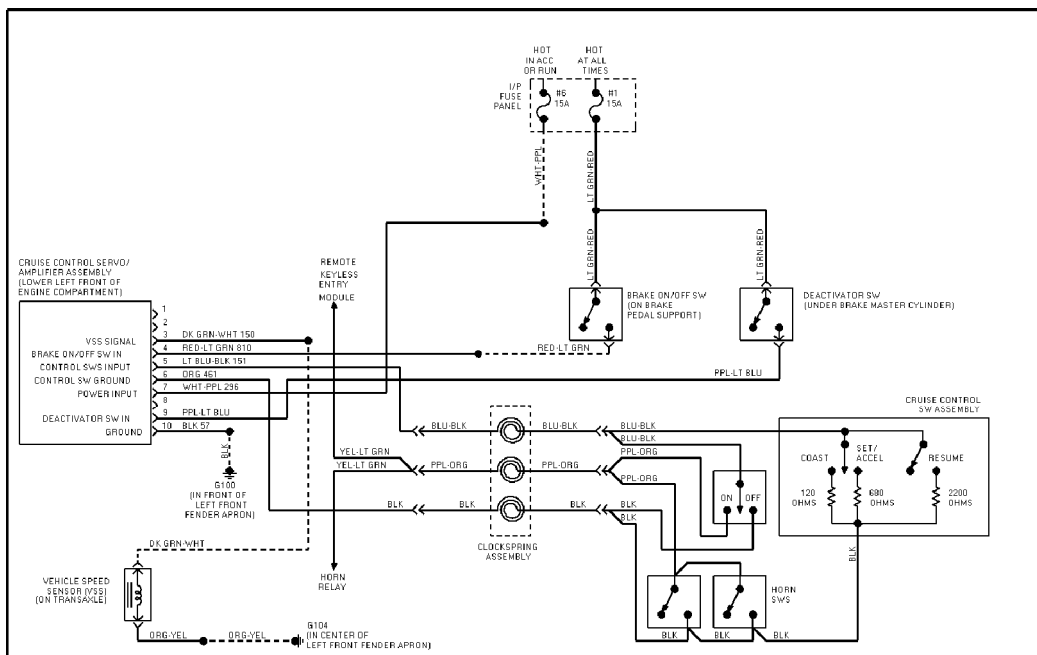 HOT
IN ACC
OR RUN
HOT
AT ALL
TIMES
I/P
FUSE
PANEL
#6
15A
#1
15A
WHT-PPL
LT GRN-RED
LT GRN-RED
LT GRN-RED
CRUISE CONTROL SERVO/
AMPLIFIER ASSEMBLY
(LOWER LEFT FRONT OF
ENGINE COMPARTMENT)
REMOTE
KEYLESS
ENTRY
MODULE
BRAKE ON/OFF SW
(ON BRAKE
PEDAL SUPPORT)
DEACTIVATOR SW
(UNDER BRAKE MASTER CYLINDER)
1
2
VSS SIGNAL
3
DK GRN-WHT 150
BRAKE ON/OFF SW IN
4
RED-LT GRN 810
RED-LT GRN
CONTROL SWS INPUT
5
LT BLU-BLK 151
CONTROL SW GROUND
6
ORG 461
POWER INPUT
7
WHT-PPL 296
PPL-LT BLU
8
DEACTIVATOR SW IN
9
PPL-LT BLU
GROUND
10
BLK 57
BLK
G100
(IN FRONT OF
LEFT FRONT
FENDER APRON)
CRUISE CONTROL
SW ASSEMBLY
BLU-BLK
BLU-BLK
BLU-BLK
BLU-BLK
YEL-LT GRN
YEL-LT GRN
PPL-ORG
PPL-ORG
PPL-ORG
PPL-ORG
BLK
BLK
BLK
BLK
BLK
ON
OFF
COAST
SET/
ACCEL
RESUME
120
OHMS
680
OHMS
2200
OHMS
BLK
CLOCKSPRING
ASSEMBLY
HORN
RELAY
HORN
SWS
BLK
BLK
BLK
DK GRN-WHT
VEHICLE SPEED
SENSOR (VSS)
(ON TRANSAXLE)
ORG-YEL
ORG-YEL
G104
(IN CENTER OF
LEFT FRONT FENDER APRON)